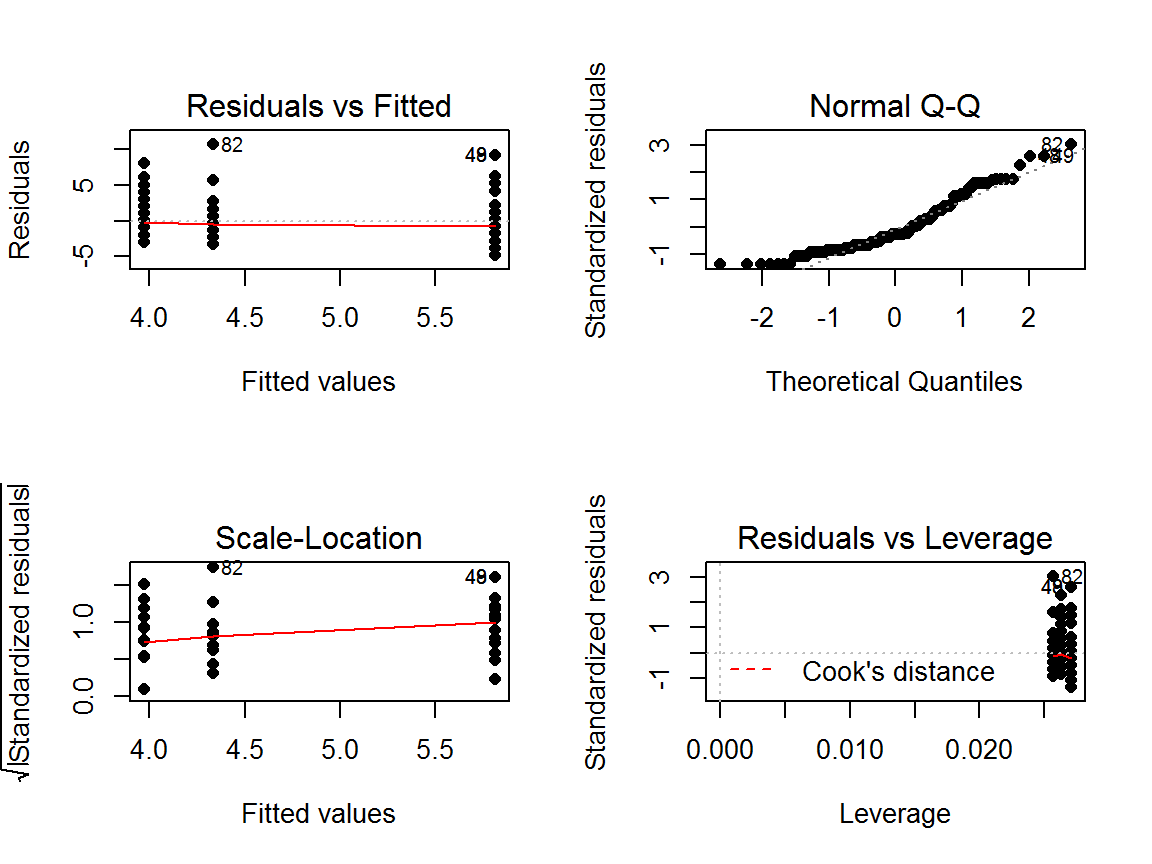 Residuals vs Fitted
Residuals
5
-5
82
49
4.0 4.5 5.0 5.5
Fitted values
Normal Q-Q
Standardized residuals
3
1
-1
82
49
-2 -1 0 1 2
Theoretical Quantiles
Scale-Location
√|Standardized residuals|
1.0
0.0
82
4.0 4.5 5.0 5.5
Fitted values
Residuals vs Leverage
Standardized residuals
3
1
-1
82
Cook's distance
0.000 0.010 0.020
Leverage